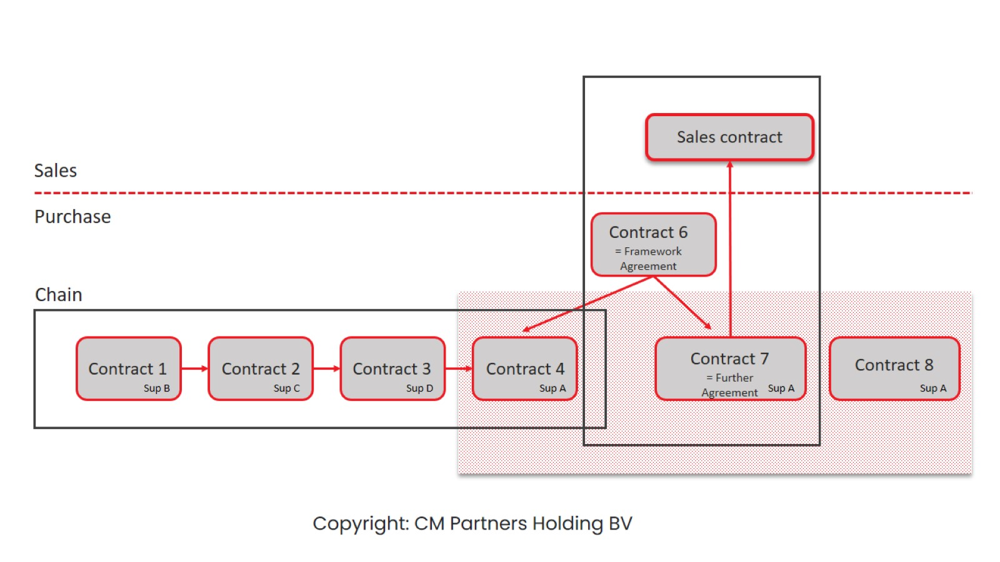 Sales contract
Sales
Purchase
Contract 6
= Framework
Agreement
Chain
Contract 1
Sup B
Contract 2
Sup C
Contract 3
Sup D
Contract 4
Sup A
Contract 7
= Further
Agreement
Sup A
Contract 8
Sup A
Copyright: CM Partners Holding BV